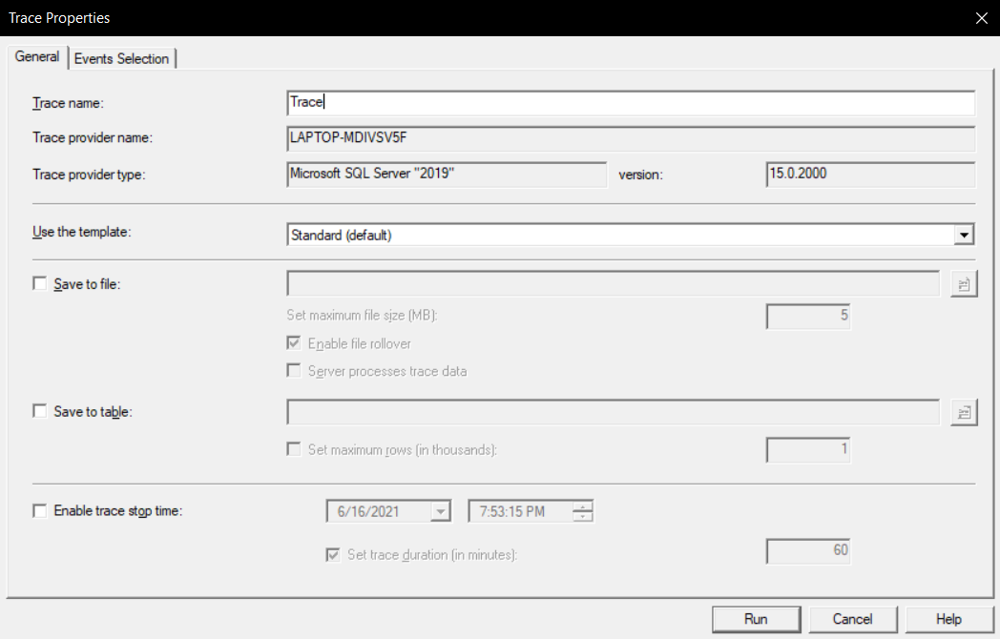 Trace Properties
General Events Selection
Trace name: Trace
Trace provider name: LAPTOP-MDIVSV5F
Trace provider type: Microsoft SQL Server "2019" version: 15.0.2000
Use the template: Standard (default)
Save to file:
Set maximum file size (MB): 5
Enable file rollover
Server processes trace data
Save to table:
Set maximum rows (in thousands): 1
Enable trace stop time: 6/16/2021 7:53:15 PM
Set trace duration (in minutes): 60
Run Cancel Help